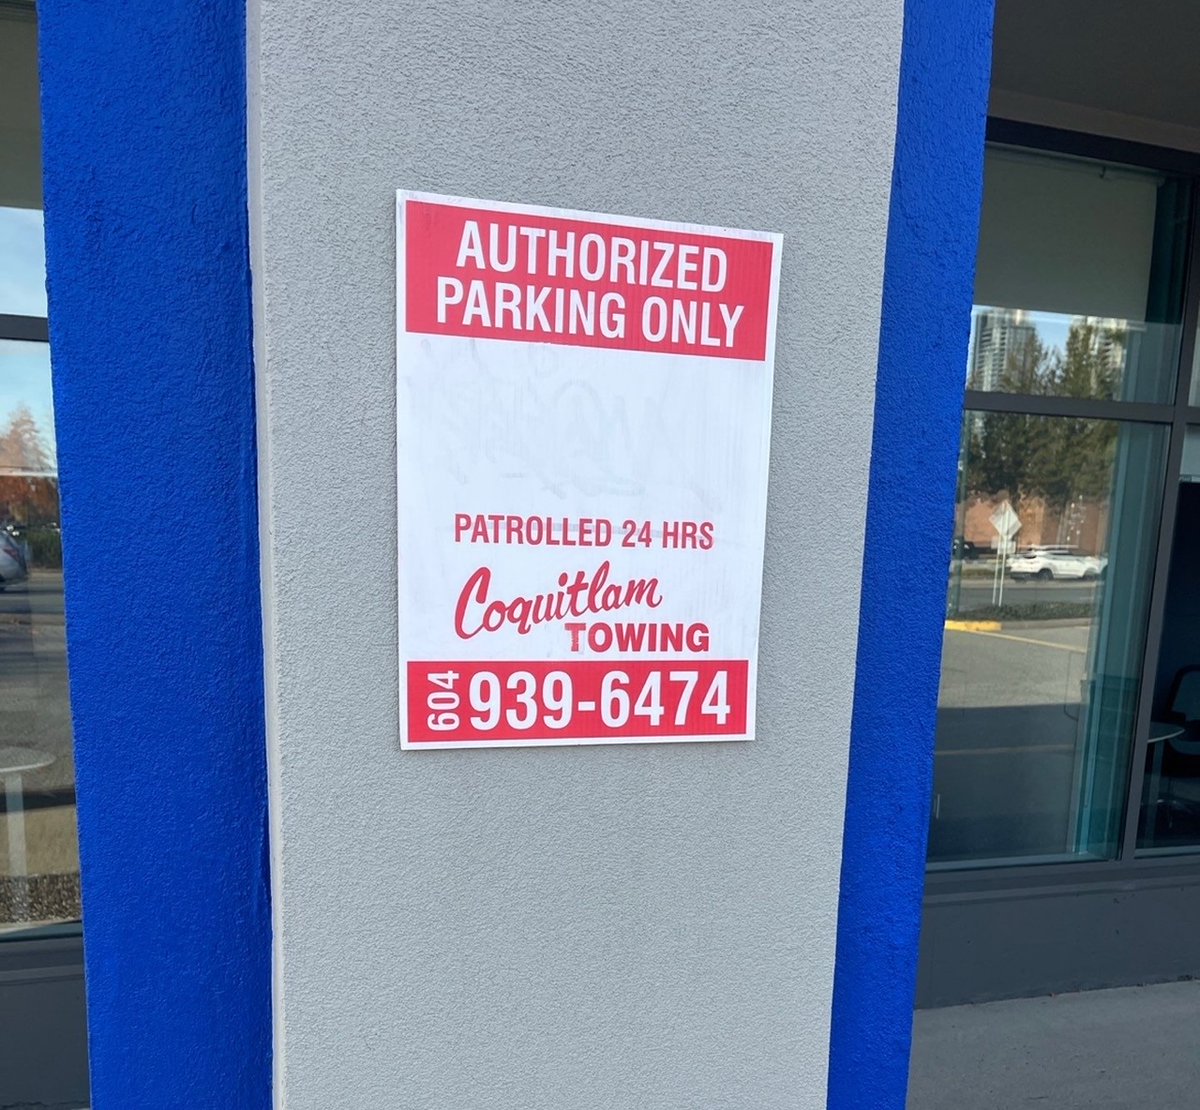 AUTHORIZED
PARKING ONLY
PATROLLED 24 HRS
Coquitlam
TOWING
604 939-6474